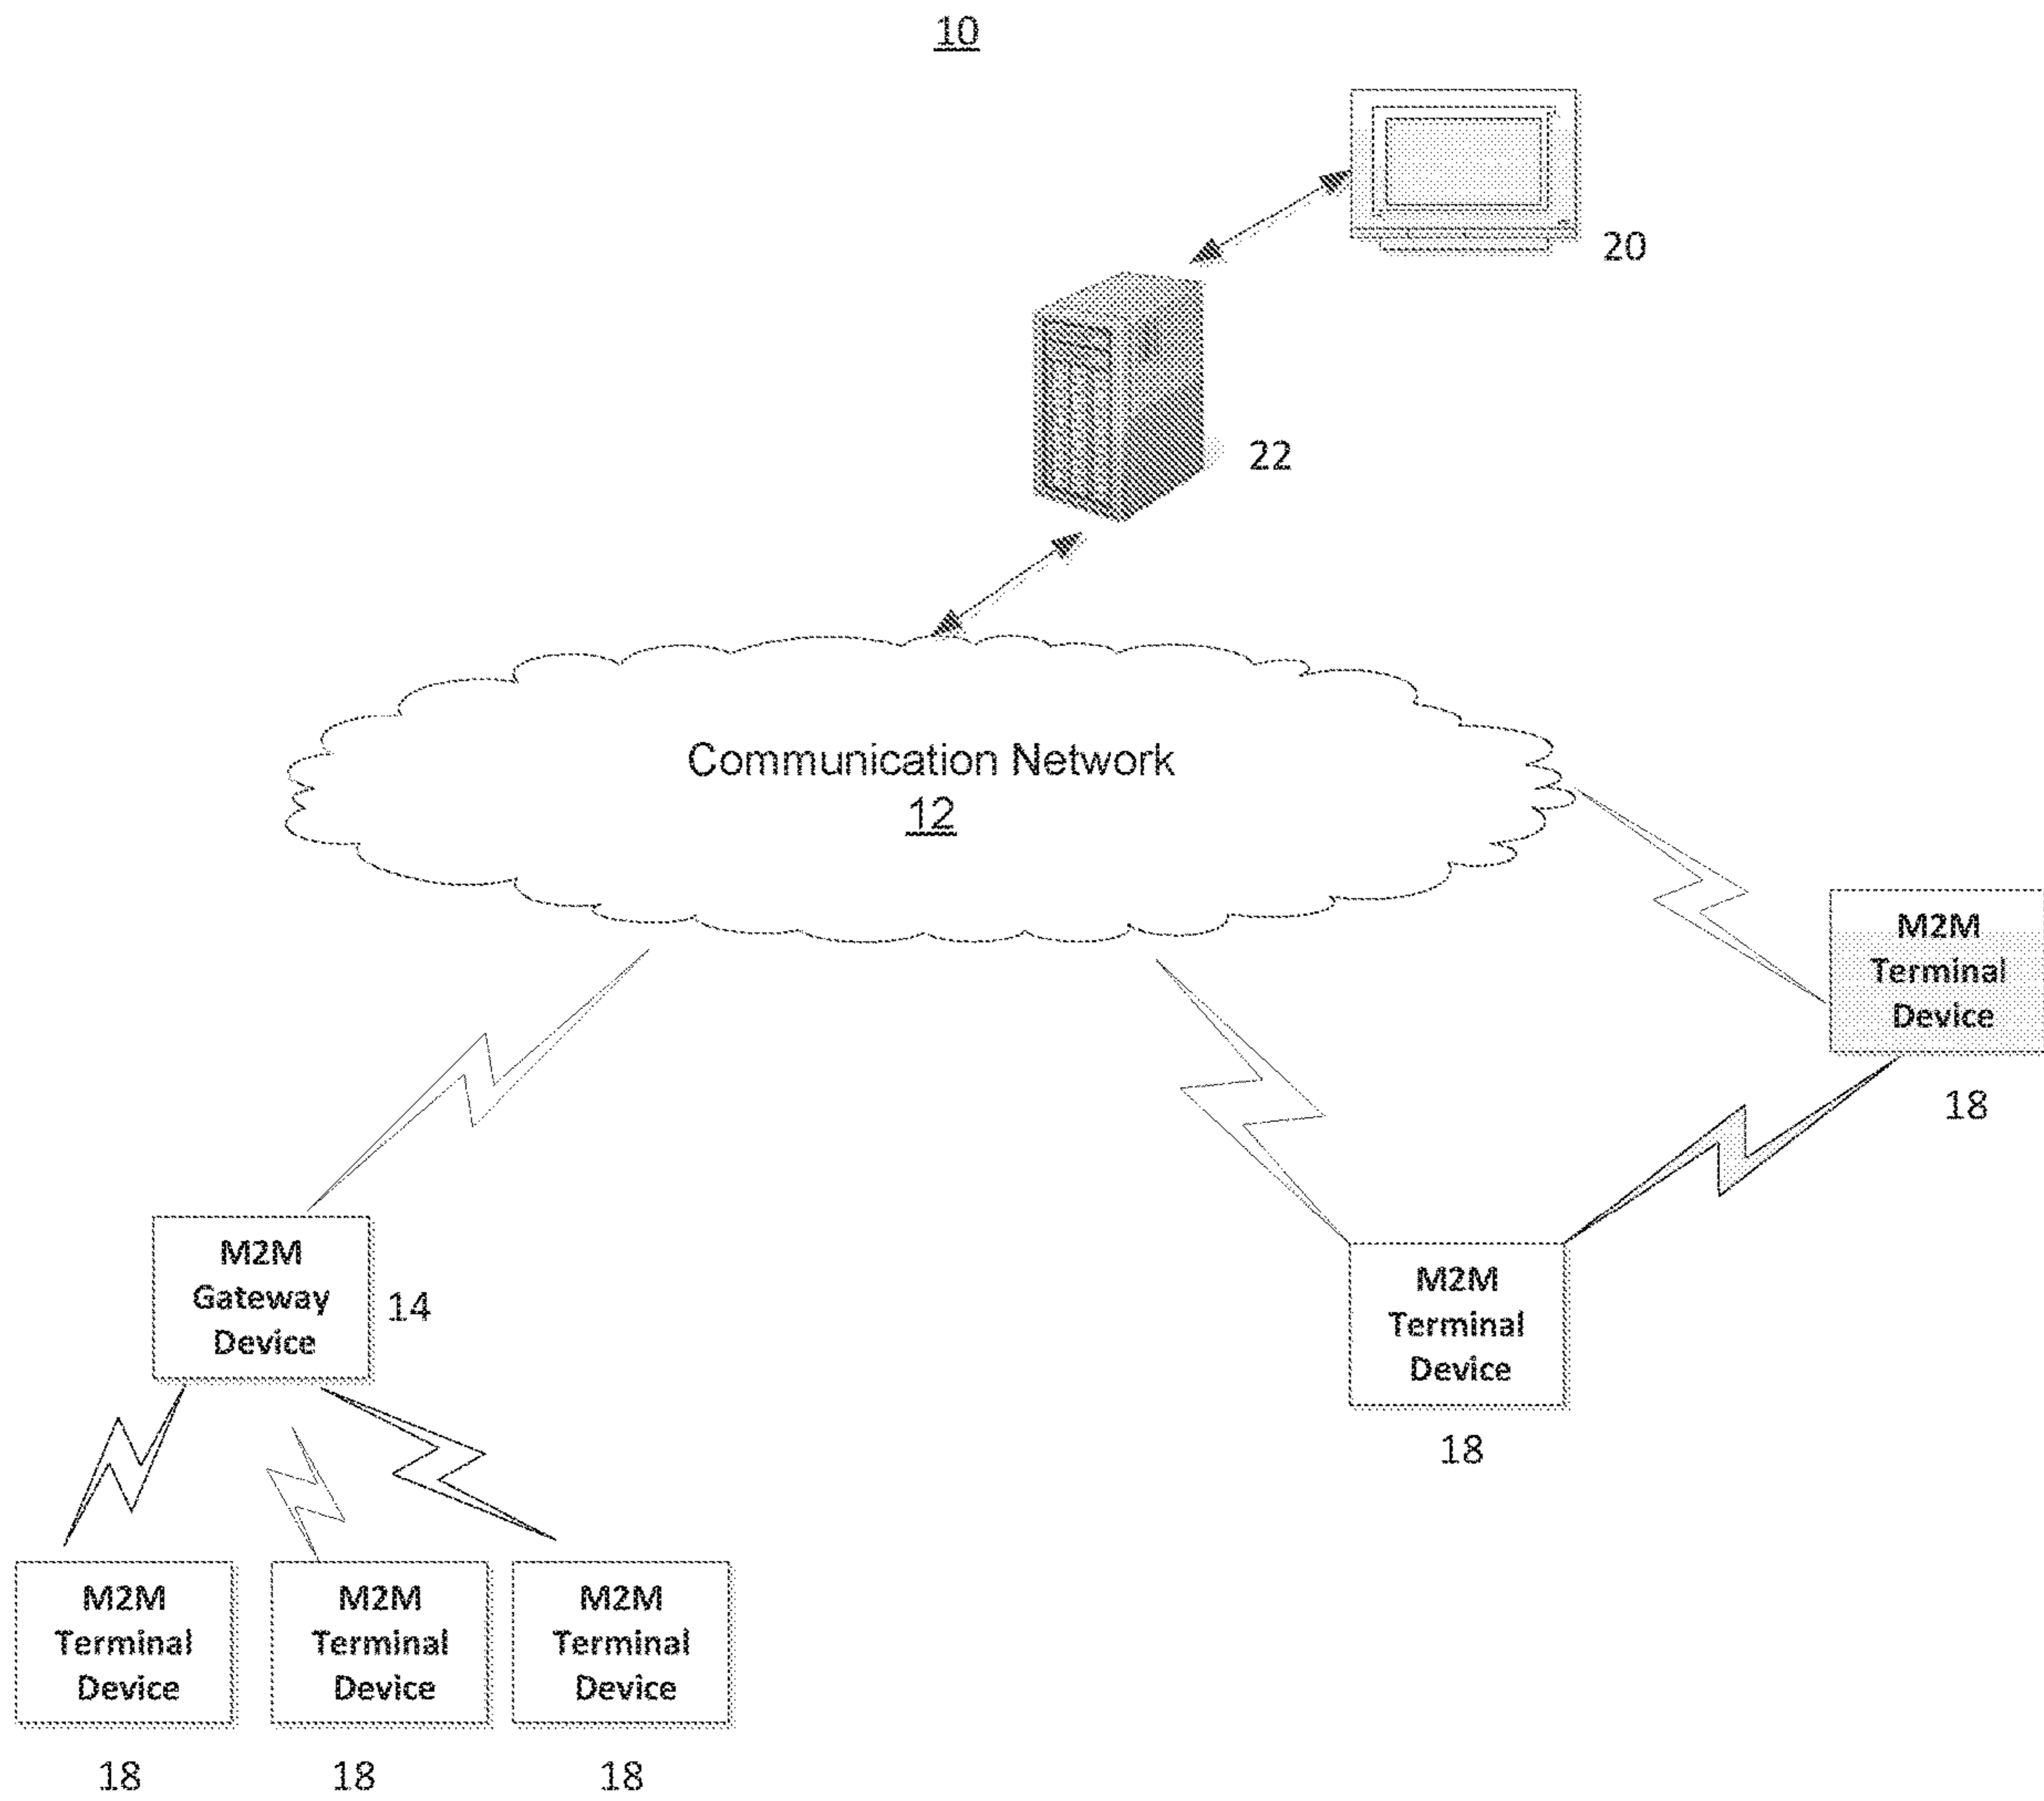 10
20
22
Communication Network
12
M2M
Terminal
Device
18
M2M
Gateway
Device
14
M2M
Terminal
Device
18
M2M
Terminal
Device
18
M2M
Terminal
Device
18
M2M
Terminal
Device
18